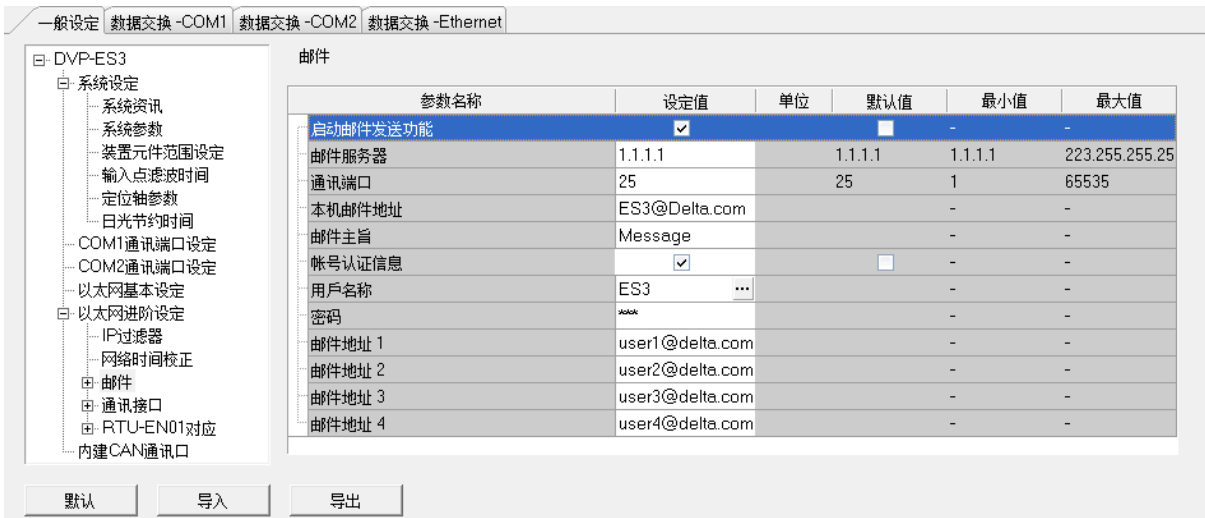 一般设定 数据交换 -COM1 数据交换 -COM2 数据交换 -Ethernet
DVP-ES3
系统设定
系统资讯
系统参数
装置元件范围设定
输入点滤波时间
定位轴参数
日光节约时间
COM1通讯端口设定
COM2通讯端口设定
以太网基本设定
以太网进阶设定
IP过滤器
网络时间校正
邮件
通讯接口
RTU-EN01对应
内建CAN通讯口
邮件
参数名称 设定值 单位 默认值 最小值 最大值
启动邮件发送功能 - -
邮件服务器 1.1.1.1 1.1.1.1 1.1.1.1 223.255.255.25
通讯端口 25 25 1 65535
本机邮件地址 ES3@Delta.com - -
邮件主旨 Message - -
帐号认证信息 - -
用戶名称 ES3 ... - -
密码 *** - -
邮件地址 1 user1@delta.com - -
邮件地址 2 user2@delta.com - -
邮件地址 3 user3@delta.com - -
邮件地址 4 user4@delta.com - -
默认 导入 导出